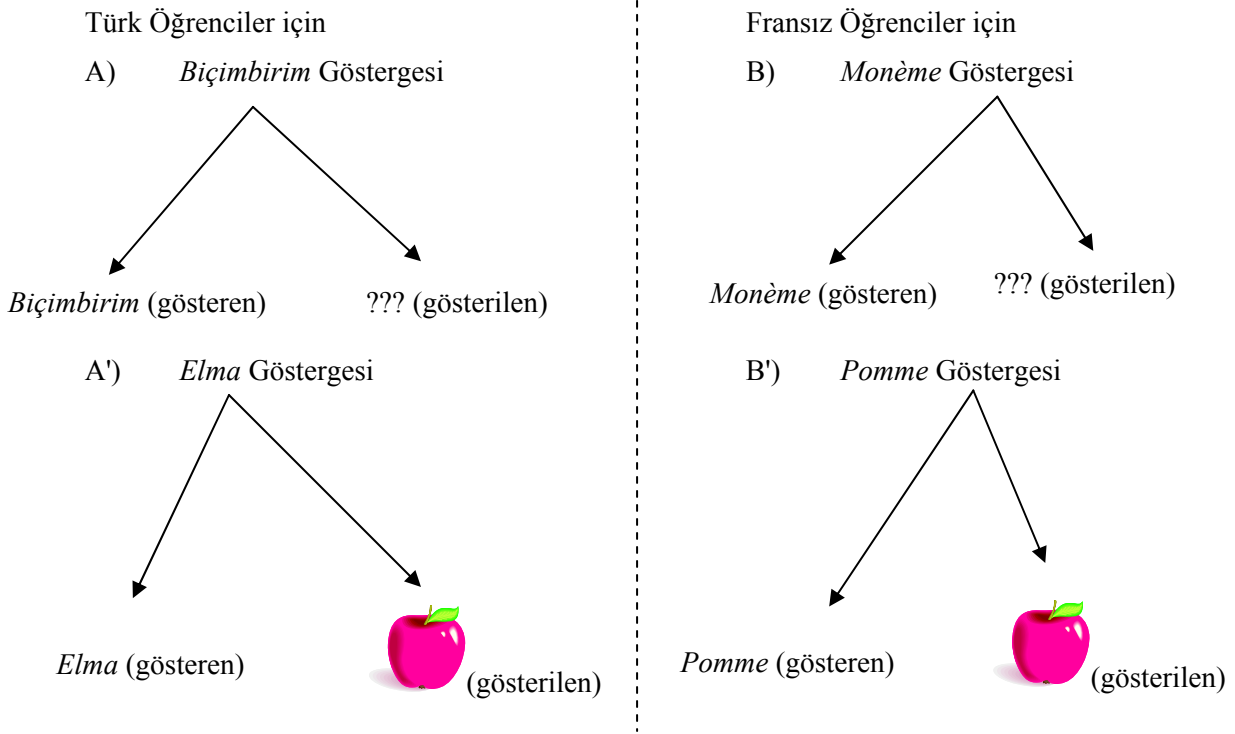 Türk Öğrenciler için
A) Biçimbirim Göstergesi
Biçimbirim (gösteren) ??? (gösterilen)
A') Elma Göstergesi
Elma (gösteren) (gösterilen)
Fransız Öğrenciler için
B) Monème Göstergesi
Monème (gösteren) ??? (gösterilen)
B') Pomme Göstergesi
Pomme (gösteren) (gösterilen)